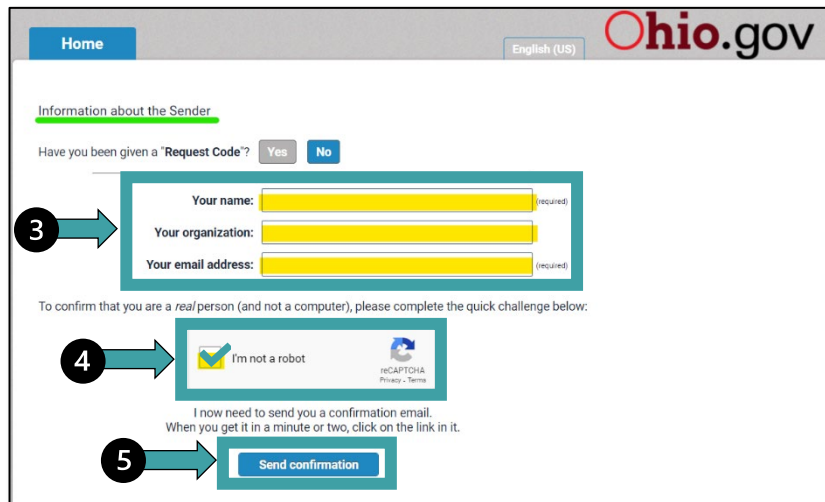 Home
English (US)
Ohio.gov
Information about the Sender
Have you been given a "Request Code"? Yes No
3
Your name: (required)
Your organization:
Your email address: (required)
To confirm that you are a real person (and not a computer), please complete the quick challenge below:
4
I'm not a robot
reCAPTCHA
Privacy - Terms
I now need to send you a confirmation email.
When you get it in a minute or two, click on the link in it.
5
Send confirmation